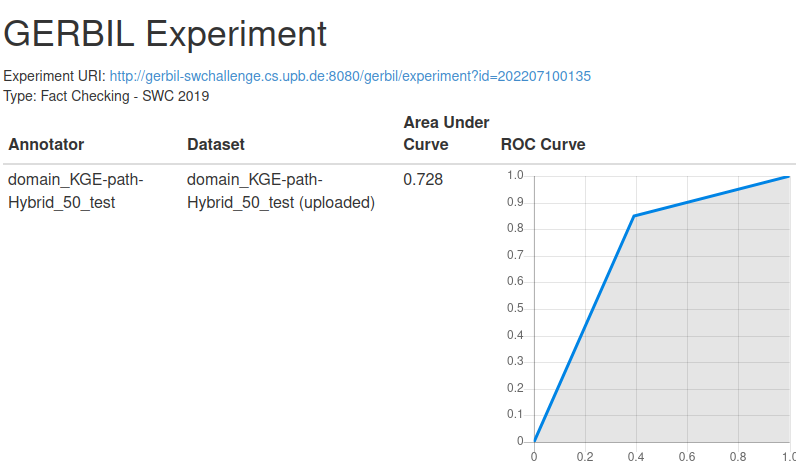 GERBIL Experiment
Experiment URI: http://gerbil-swchallenge.cs.upb.de:8080/gerbil/experiment?id=202207100135
Type: Fact Checking - SWC 2019
Area Under
Annotator Dataset Curve ROC Curve
domain_KGE-path- domain_KGE-path- 0.728
Hybrid_50_test Hybrid_50_test (uploaded)
1.0
0.9
0.8
0.7
0.6
0.5
0.4
0.3
0.2
0.1
0
0 0.2 0.4 0.6 0.8 1.0